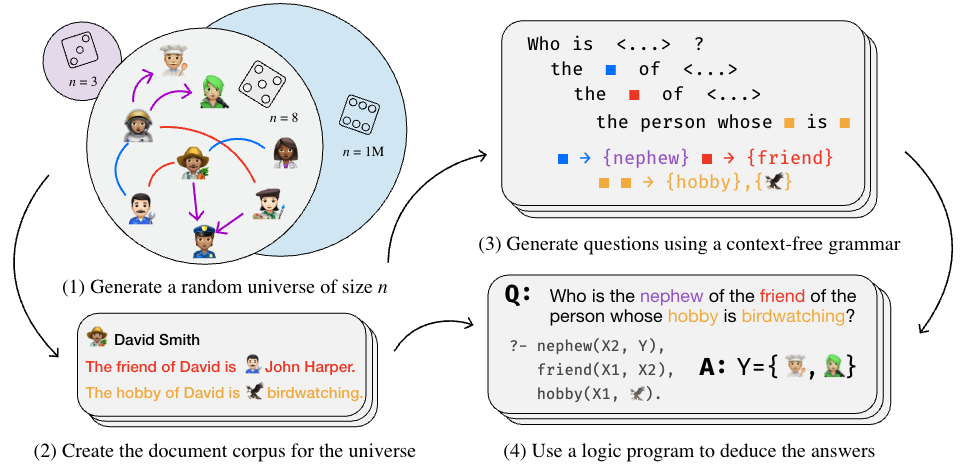 n = 3
n = 8
n = 1M
(1) Generate a random universe of size n
David Smith
The friend of David is John Harper.
The hobby of David is birdwatching.
(2) Create the document corpus for the universe
Who is <...> ?
the of <...>
the of <...>
the person whose is
→ {nephew} → {friend}
→ {hobby},{🦅}
(3) Generate questions using a context-free grammar
Q: Who is the nephew of the friend of the
person whose hobby is birdwatching?
?- nephew(X2, Y),
friend(X1, X2),
hobby(X1, 🦅).
A: Y={👨‍🍳,🧝}
(4) Use a logic program to deduce the answers